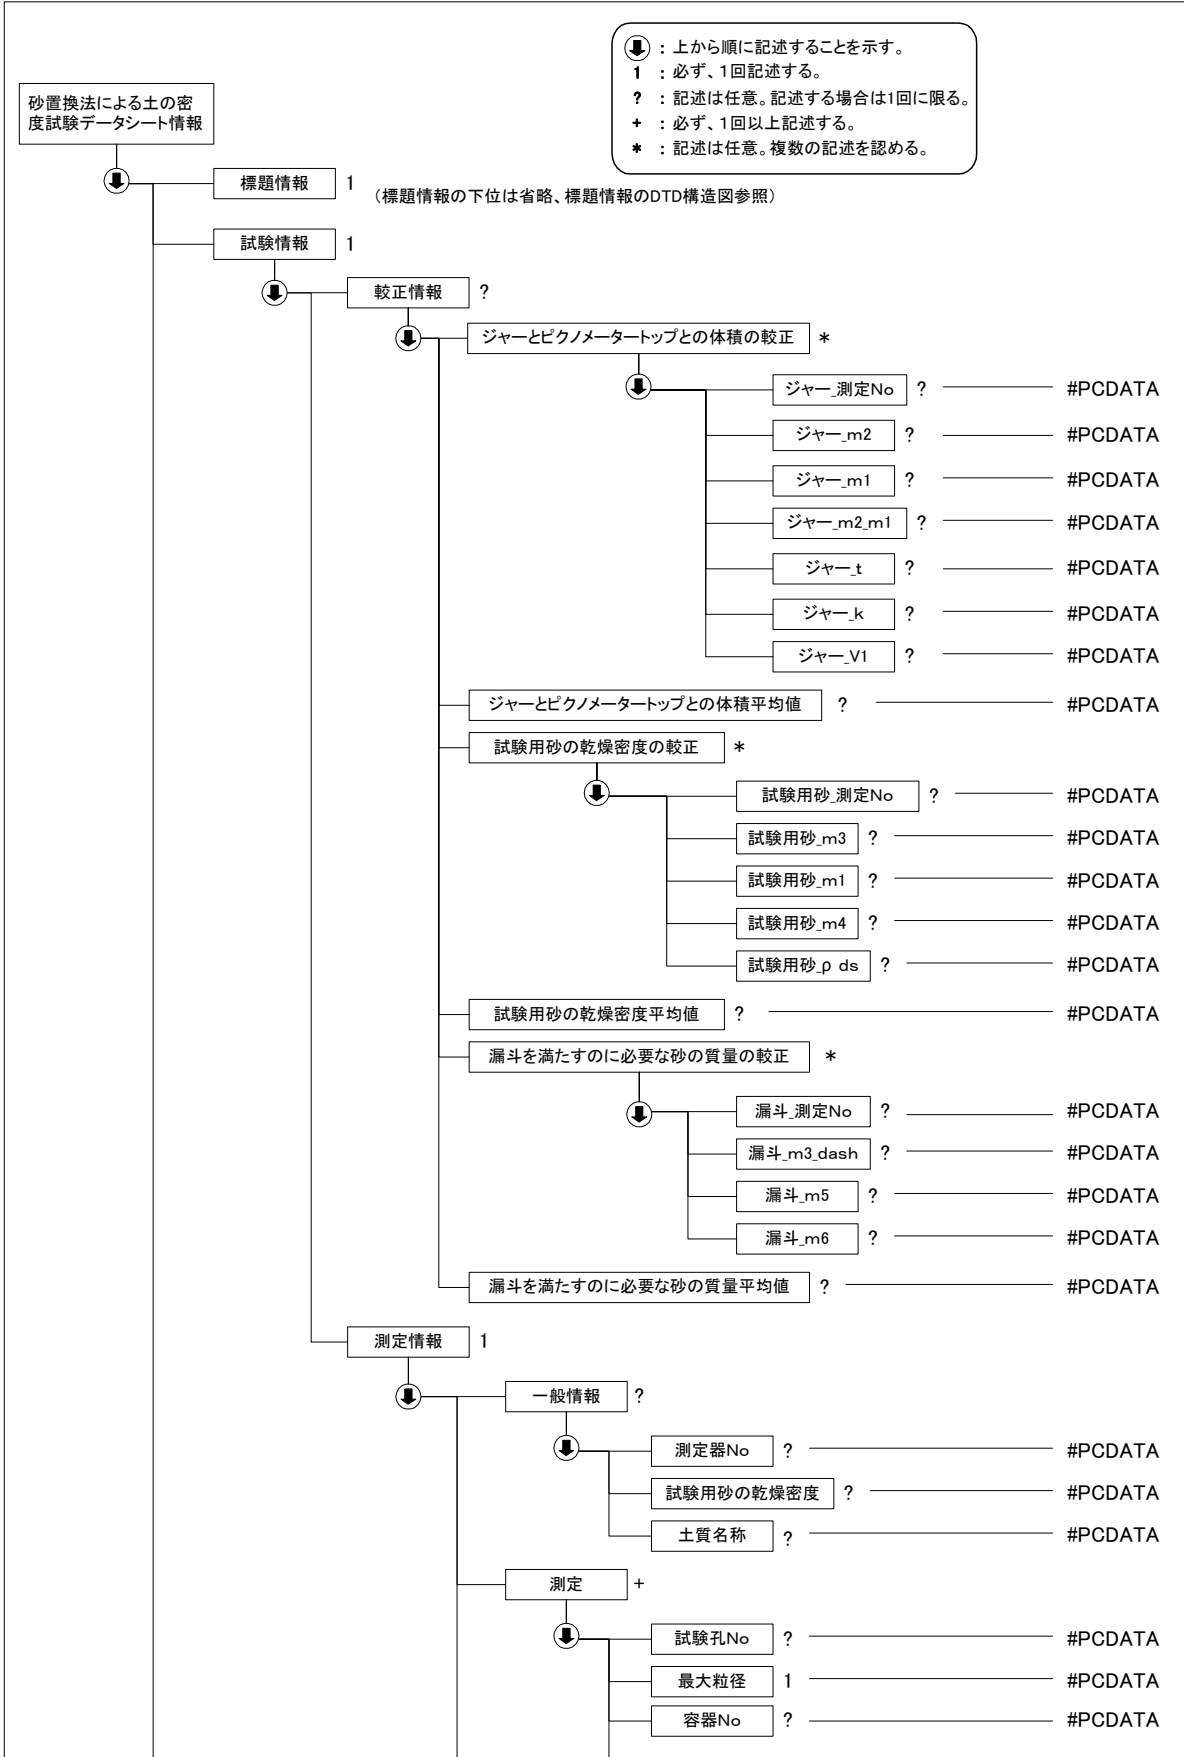 ：上から順に記述することを示す。
1 ：必ず、1回記述する。
? ：記述は任意。記述する場合は1回に限る。
+ ：必ず、1回以上記述する。
* ：記述は任意。複数の記述を認める。
砂置換法による土の密
度試験データシート情報
標題情報 1
(標題情報の下位は省略、標題情報のDTD構造図参照)
試験情報 1
較正情報 ?
ジャーとピクノメータートップとの体積の較正 *
ジャー_測定No ? #PCDATA
ジャー_m2 ? #PCDATA
ジャー_m1 ? #PCDATA
ジャー_m2_m1 ? #PCDATA
ジャー_t ? #PCDATA
ジャー_k ? #PCDATA
ジャー_V1 ? #PCDATA
ジャーとピクノメータートップとの体積平均値 ? #PCDATA
試験用砂の乾燥密度の較正 *
試験用砂_測定No ? #PCDATA
試験用砂_m3 ? #PCDATA
試験用砂_m1 ? #PCDATA
試験用砂_m4 ? #PCDATA
試験用砂_ρds ? #PCDATA
試験用砂の乾燥密度平均値 ? #PCDATA
漏斗を満たすのに必要な砂の質量の較正 *
漏斗_測定No ? #PCDATA
漏斗_m3_dash ? #PCDATA
漏斗_m5 ? #PCDATA
漏斗_m6 ? #PCDATA
漏斗を満たすのに必要な砂の質量平均値 ? #PCDATA
測定情報 1
一般情報 ?
測定器No ? #PCDATA
試験用砂の乾燥密度 ? #PCDATA
土質名称 ? #PCDATA
測定 +
試験孔No ? #PCDATA
最大粒径 1 #PCDATA
容器No ? #PCDATA